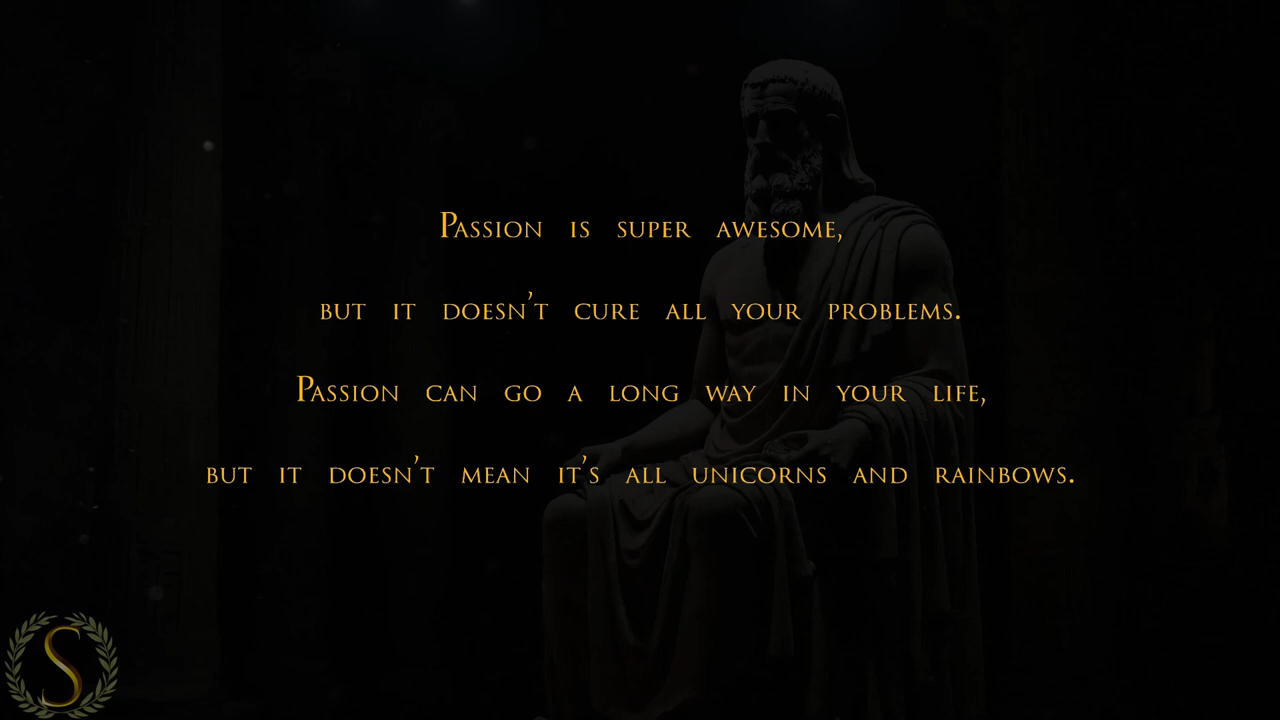 Passion is super awesome,
but it doesn't cure all your problems.
Passion can go a long way in your life,
but it doesn't mean it's all unicorns and rainbows.
S